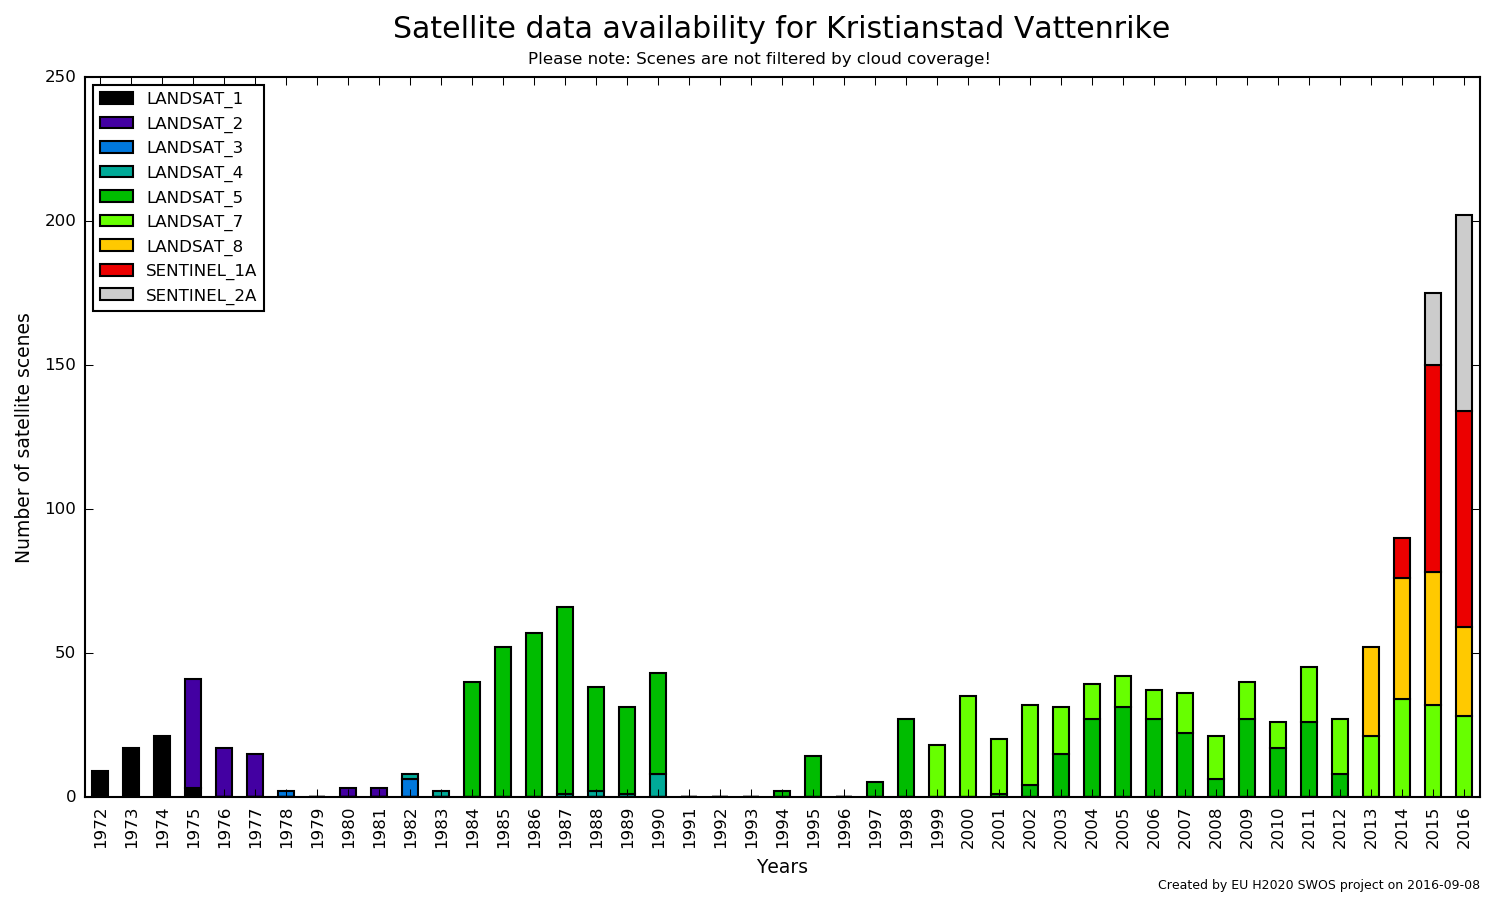 Satellite data availability for Kristianstad Vattenrike
Please note: Scenes are not filtered by cloud coverage!
250
200
150
100
50
0
Number of satellite scenes
LANDSAT_1
LANDSAT_2
LANDSAT_3
LANDSAT_4
LANDSAT_5
LANDSAT_7
LANDSAT_8
SENTINEL_1A
SENTINEL_2A
1972 1973 1974 1975 1976 1977 1978 1979 1980 1981 1982 1983 1984 1985 1986 1987 1988 1989 1990 1991 1992 1993 1994 1995 1996 1997 1998 1999 2000 2001 2002 2003 2004 2005 2006 2007 2008 2009 2010 2011 2012 2013 2014 2015 2016
Years
Created by EU H2020 SWOS project on 2016-09-08